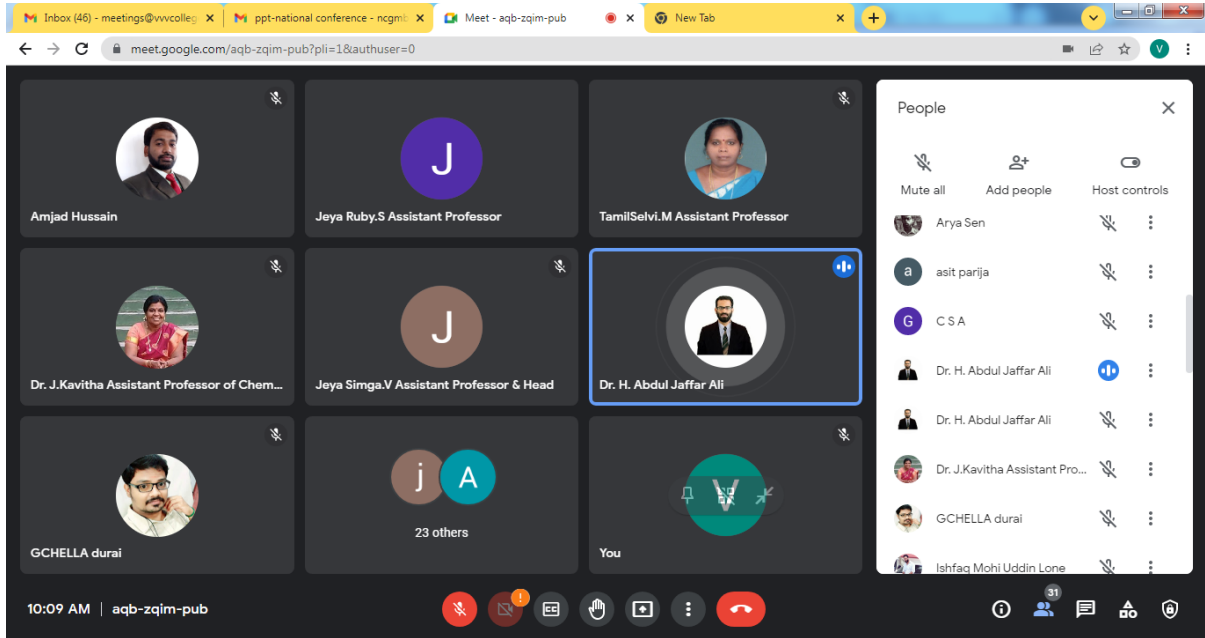 Inbox (46) - meetings@vvvcolleg
ppt-national conference - ncgmb
Meet - aqb-zqim-pub
New Tab
meet.google.com/aqb-zqim-pub?pli=1&authuser=0
V
Amjad Hussain
J
Jeya Ruby.S Assistant Professor
TamilSelvi.M Assistant Professor
Dr. J.Kavitha Assistant Professor of Chem...
J
Jeya Simga.V Assistant Professor & Head
Dr. H. Abdul Jaffar Ali
GCHELLA durai
j A
23 others
V
You
People
Mute all
Add people
Host controls
Arya Sen
a asit parija
G C S A
Dr. H. Abdul Jaffar Ali
Dr. H. Abdul Jaffar Ali
Dr. J.Kavitha Assistant Pro...
GCHELLA durai
Ishfaq Mohi Uddin Lone
10:09 AM | aqb-zqim-pub
!
CC
31